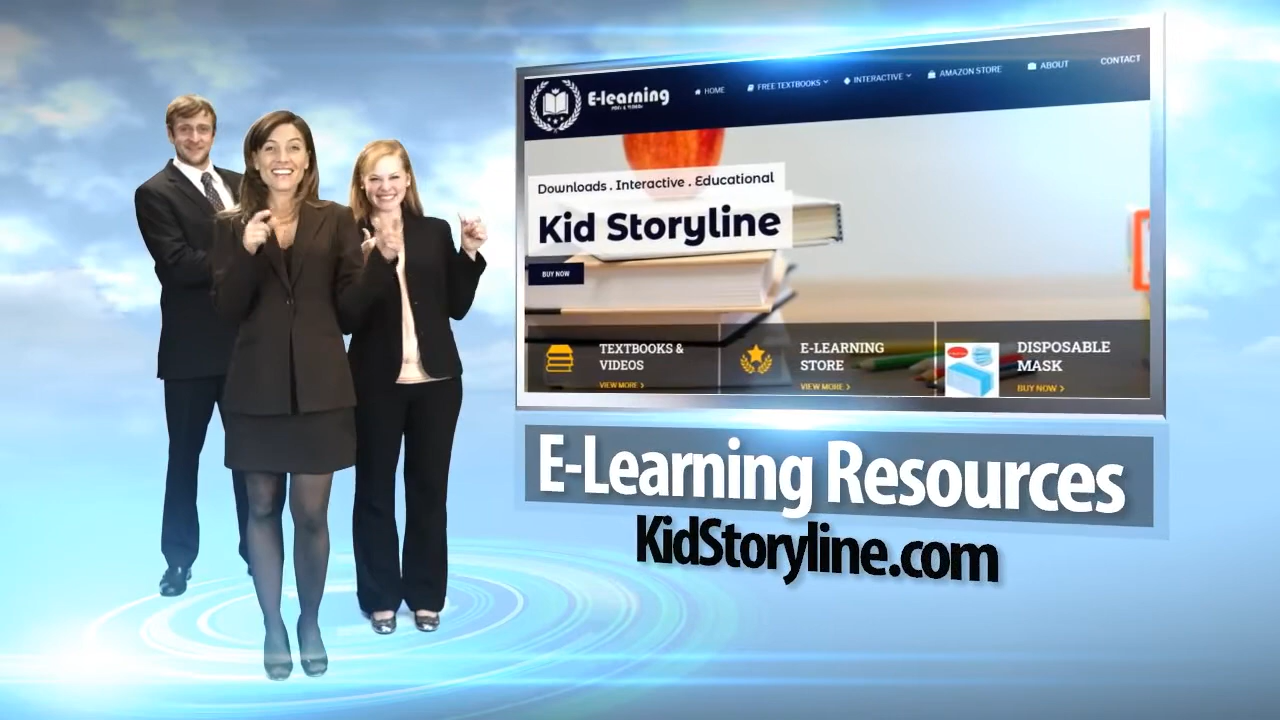 E-learning
HOME
FREE TEXTBOOKS
INTERACTIVE
AMAZON STORE
ABOUT
CONTACT
Downloads . Interactive . Educational
Kid Storyline
BUY NOW
TEXTBOOKS &
VIDEOS
VIEW MORE >
E-LEARNING
STORE
VIEW MORE >
DISPOSABLE
MASK
BUY NOW >
E-Learning Resources
KidStoryline.com